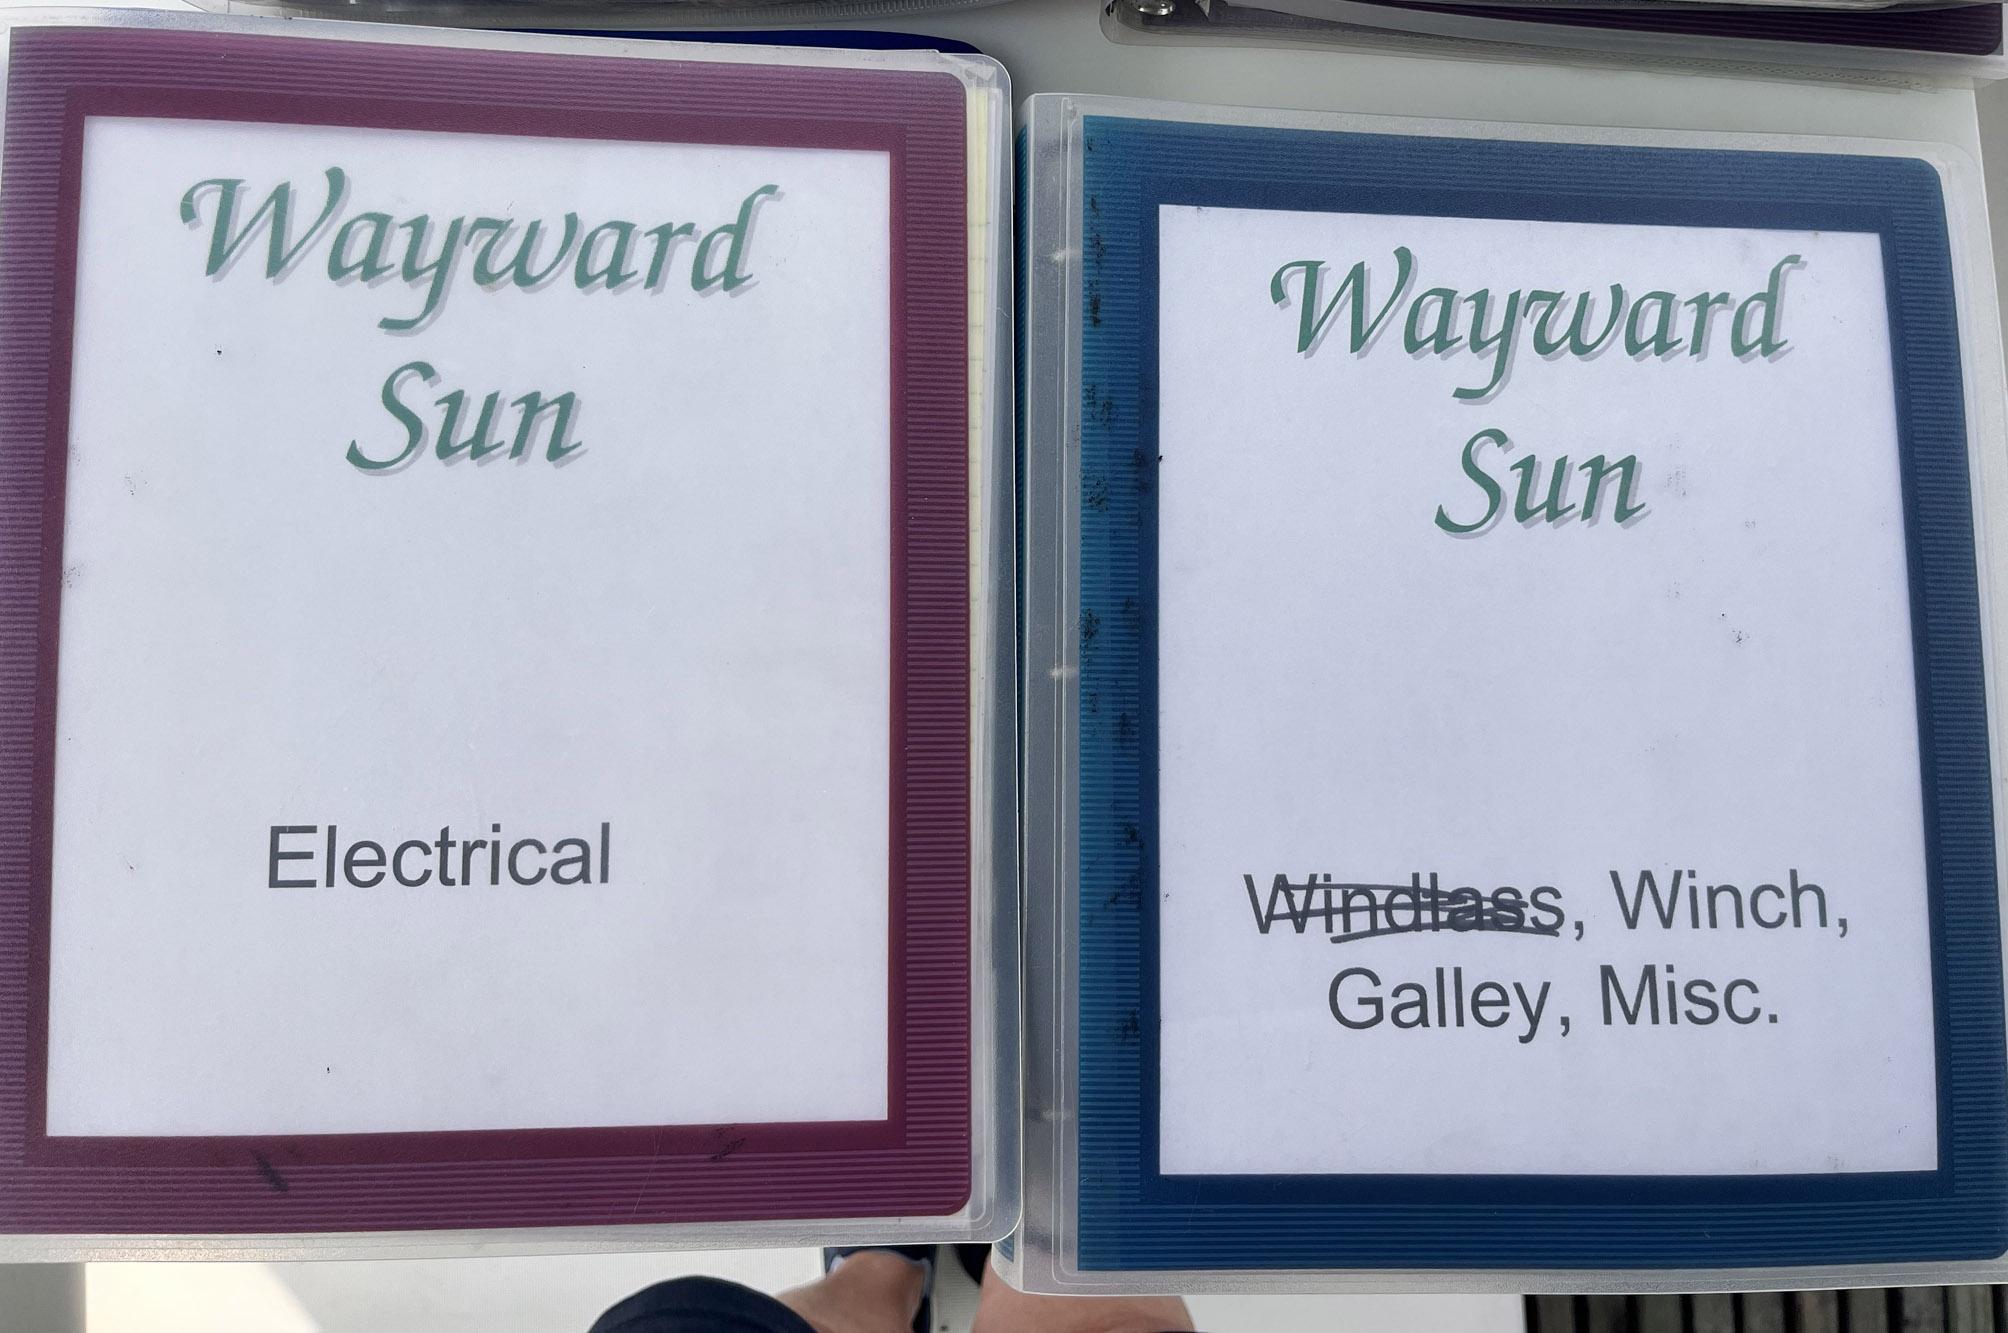 Wayward
Sun
Electrical
Wayward
Sun
Windlass, Winch,
Galley, Misc.